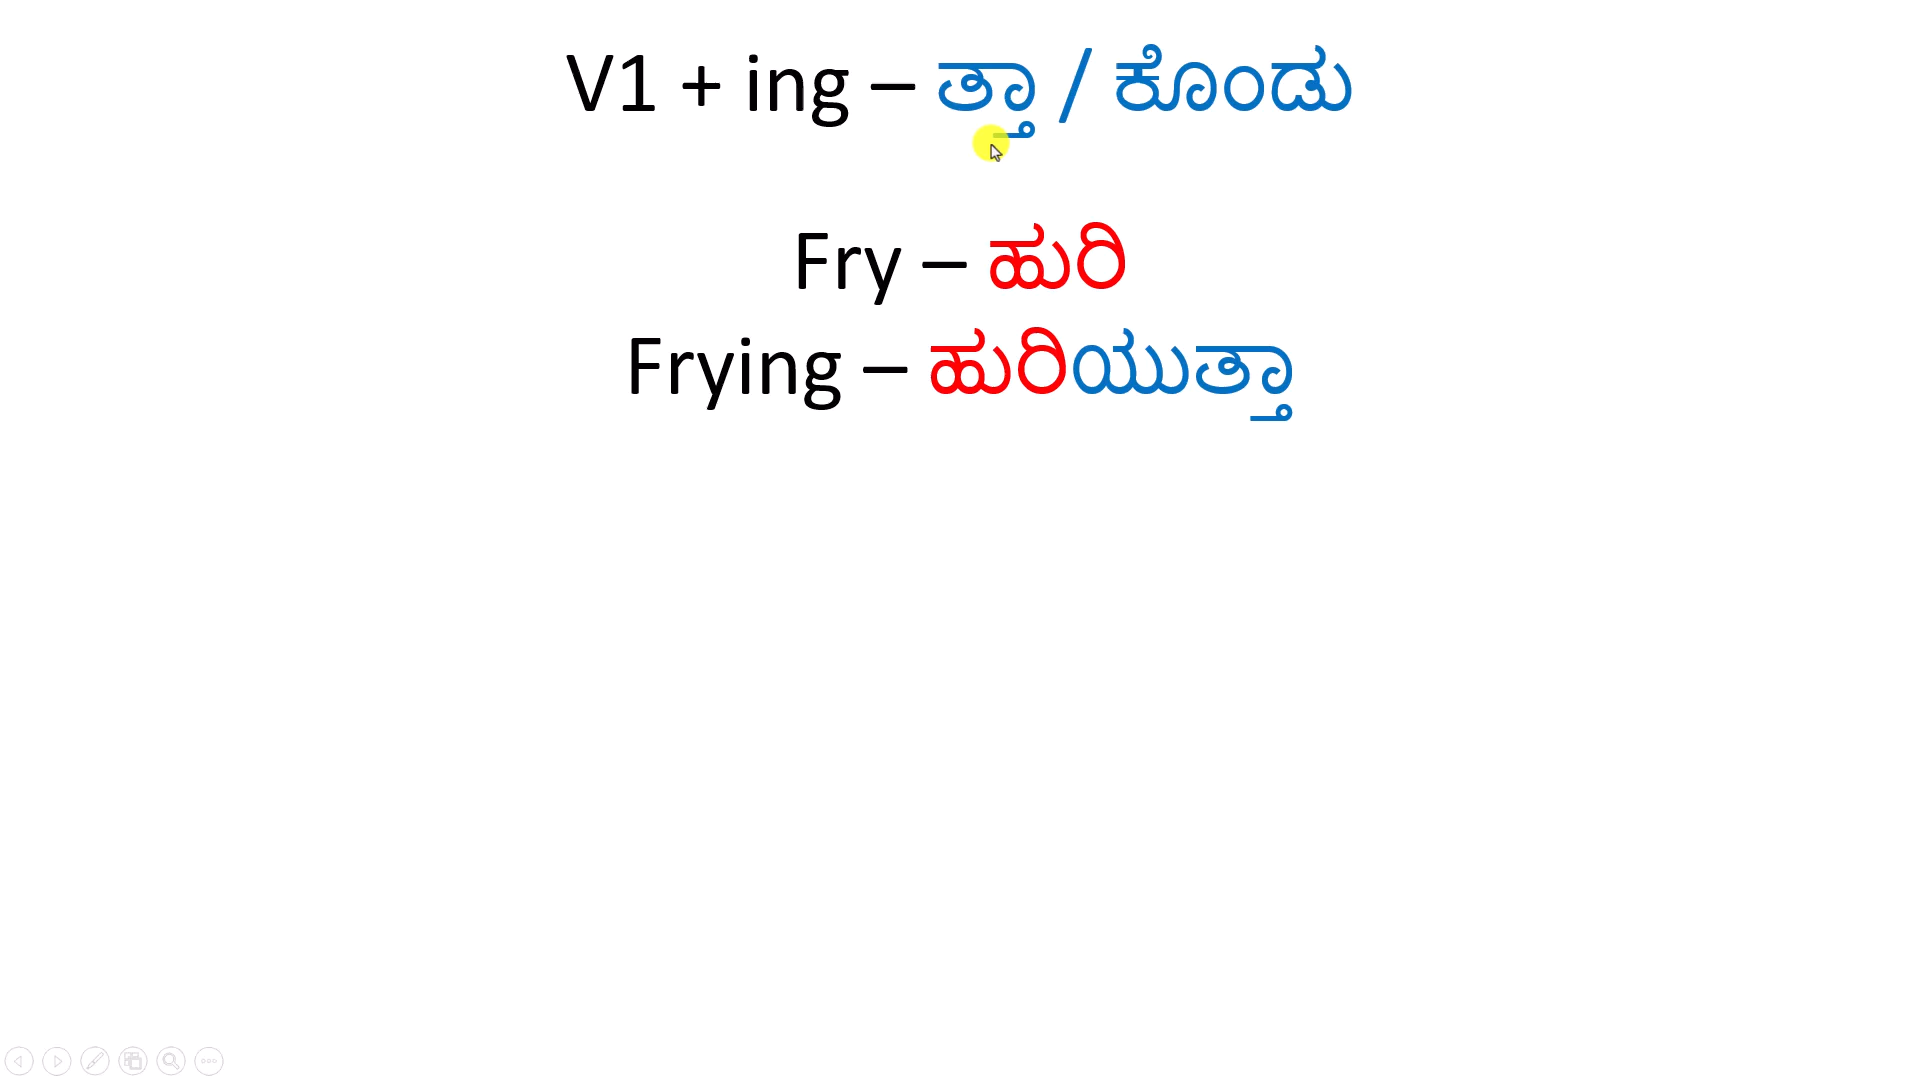 V1 + ing – ತ್ತಾ / ಕೊಂಡು
Fry – ಹುರಿ
Frying – ಹುರಿಯುತ್ತಾ